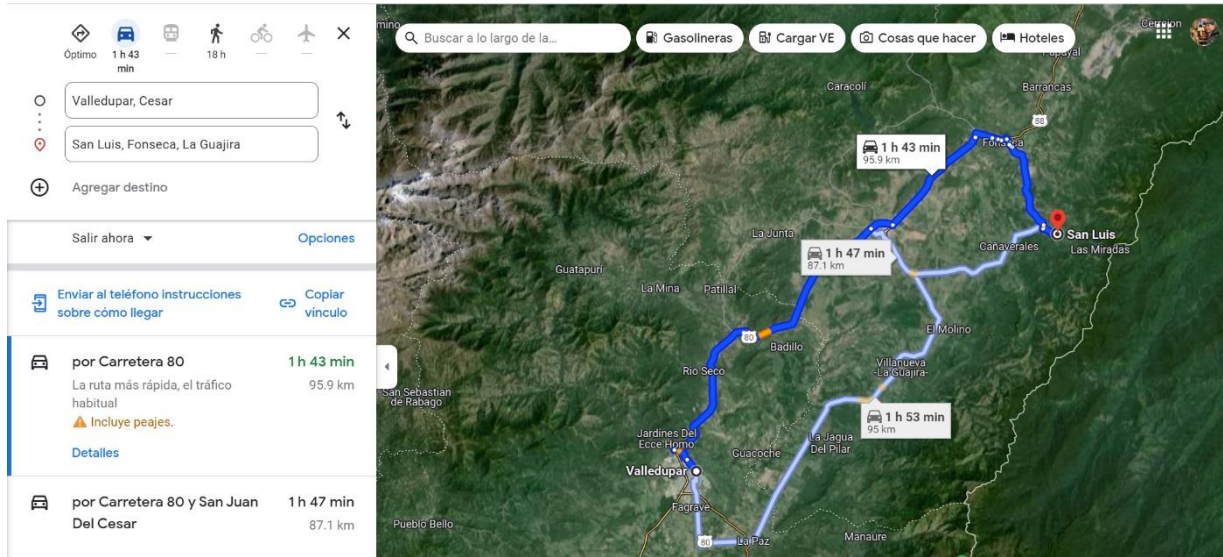 Óptimo
1 h 43
min
18 h
Valledupar, Cesar
San Luis, Fonseca, La Guajira
Agregar destino
Salir ahora
Opciones
Enviar al teléfono instrucciones
sobre cómo llegar
Copiar
vínculo
por Carretera 80
1 h 43 min
La ruta más rápida, el tráfico
habitual
95.9 km
Incluye peajes.
Detalles
por Carretera 80 y San Juan
Del Cesar
1 h 47 min
87.1 km
Buscar a lo largo de la...
Gasolineras
Cargar VE
Cosas que hacer
Hoteles
Caracolí
Barrancas
88
Fonseca
1 h 43 min
95.9 km
San Luis
Las Miradas
Cañaverales
La Junta
1 h 47 min
87.1 km
Guatapurí
La Mina
Patillal
El Molino
80
Badillo
Villanueva
-La Guajira-
Rio Seco
San Sebastian
de Rabago
1 h 53 min
95 km
Jardines Del
Ecce Homo
La Jagua
Del Pilar
Guacoche
Valledupar
Pueblo Bello
80
La Paz
Manaure